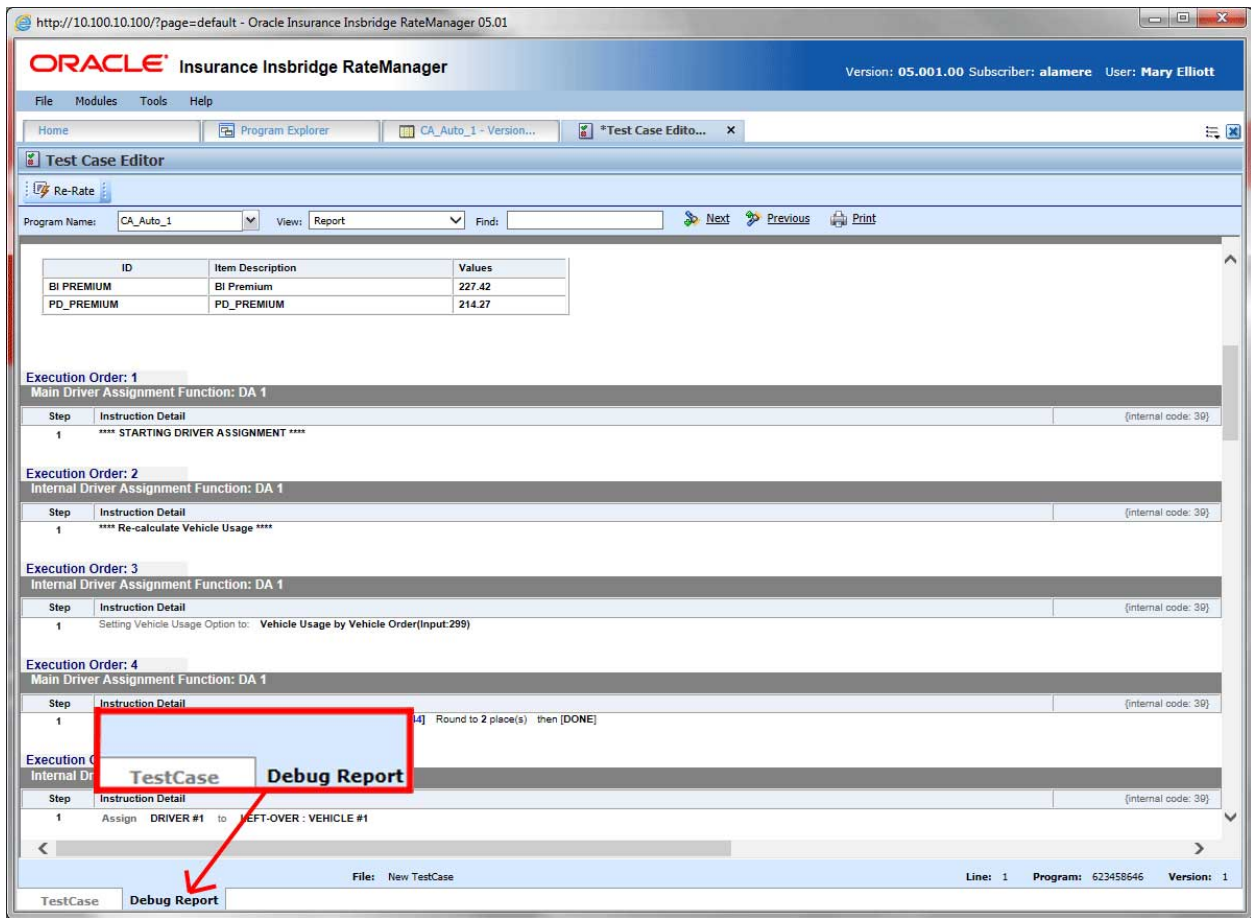 http://10.100.10.100/?page=default - Oracle Insurance Insbridge RateManager 05.01
ORACLE® Insurance Insbridge RateManager
Version: 05.001.00 Subscriber: alamere User: Mary Elliott
File Modules Tools Help
Home Program Explorer CA_Auto_1 - Version... *Test Case Edito... x
Test Case Editor
Re-Rate
Program Name: CA_Auto_1 View: Report Find: Next Previous Print
ID Item Description Values
BI PREMIUM BI Premium 227.42
PD_PREMIUM PD_PREMIUM 214.27
Execution Order: 1
Main Driver Assignment Function: DA 1
Step Instruction Detail {internal code: 39}
1 **** STARTING DRIVER ASSIGNMENT ****
Execution Order: 2
Internal Driver Assignment Function: DA 1
Step Instruction Detail {internal code: 39}
1 **** Re-calculate Vehicle Usage ****
Execution Order: 3
Internal Driver Assignment Function: DA 1
Step Instruction Detail {internal code: 39}
1 Setting Vehicle Usage Option to: Vehicle Usage by Vehicle Order(Input:299)
Execution Order: 4
Main Driver Assignment Function: DA 1
Step Instruction Detail {internal code: 39}
1 4] Round to 2 place(s) then [DONE]
Execution
Internal
TestCase Debug Report
Step Instruction Detail {internal code: 39}
1 Assign DRIVER #1 to LEFT-OVER : VEHICLE #1
File: New TestCase Line: 1 Program: 623458646 Version: 1
TestCase Debug Report